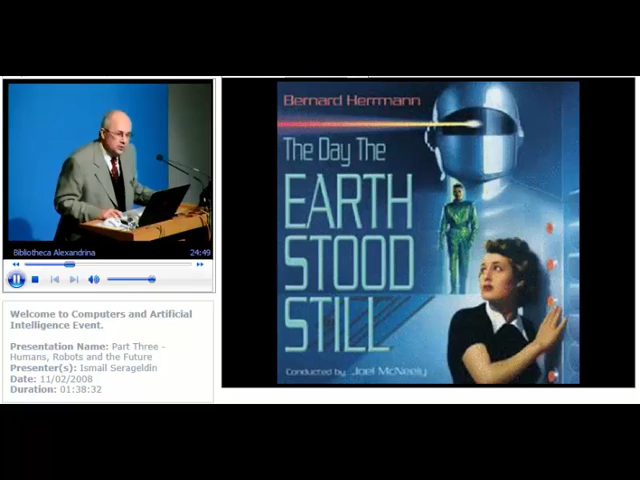 Bibliotheca Alexandrina 24:49
Welcome to Computers and Artificial
Intelligence Event.
Presentation Name: Part Three -
Humans, Robots and the Future
Presenter(s): Ismail Serageldin
Date: 11/02/2008
Duration: 01:38:32
Bernard Herrmann
The Day The
EARTH
STOOD
STILL
Conducted by Joel McNeely